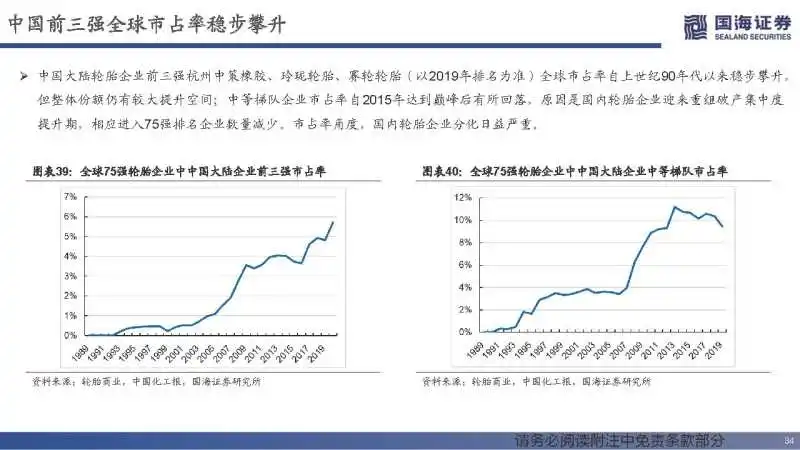 中国前三强全球市占率稳步攀升
国海证券
SEALAND SECURITIES
中国大陆轮胎企业前三强杭州中策橡胶、玲珑轮胎、赛轮轮胎（以2019年排名为准）全球市占率自上世纪90年代以来稳步攀升，
但整体份额仍有较大提升空间；中等梯队企业市占率自2015年达到巅峰后有所回落，原因是国内轮胎企业迎来重组破产集中度
提升期，相应进入75强排名企业数量减少。市占率角度，国内轮胎企业分化日益严重。
图表39：全球75强轮胎企业中中国大陆企业前三强市占率
7%
6%
5%
4%
3%
2%
1%
0%
1989 1991 1993 1995 1997 1999 2001 2003 2005 2007 2009 2011 2013 2015 2017 2019
资料来源：轮胎商业，中国化工报，国海证券研究所
图表40：全球75强轮胎企业中中国大陆企业中等梯队市占率
12%
10%
8%
6%
4%
2%
0%
1989 1991 1993 1995 1997 1999 2001 2003 2005 2007 2009 2011 2013 2015 2017 2019
资料来源：轮胎商业，中国化工报，国海证券研究所
请务必阅读附注中免责条款部分
34